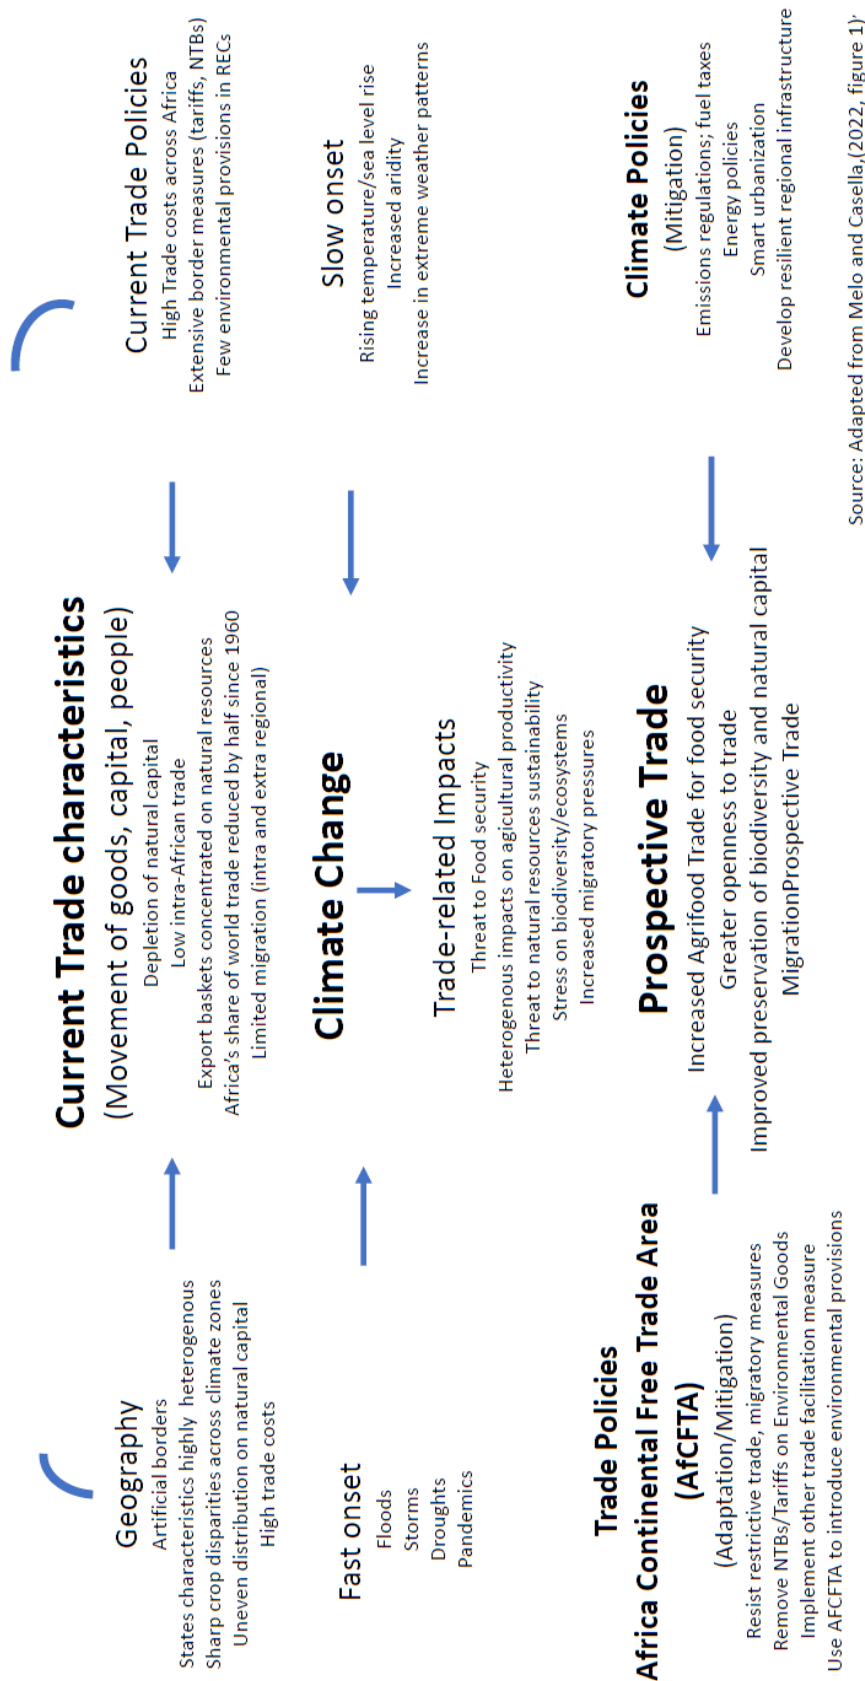 Current Trade characteristics
(Movement of goods, capital, people)
Depletion of natural capital
Low intra-African trade
Export baskets concentrated on natural resources
Africa's share of world trade reduced by half since 1960
Limited migration (intra and extra regional)
Geography
Artificial borders
States characteristics highly heterogenous
Sharp crop disparities across climate zones
Uneven distribution on natural capital
High trade costs
Current Trade Policies
High Trade costs across Africa
Extensive border measures (tariffs, NTBs)
Few environmental provisions in RECs
Climate Change
Fast onset
Floods
Storms
Droughts
Pandemics
Slow onset
Rising temperature/sea level rise
Increased aridity
Increase in extreme weather patterns
Trade-related Impacts
Threat to Food security
Heterogenous impacts on agicultural productivity
Threat to natural resources sustainability
Stress on biodiversity/ecosystems
Increased migratory pressures
Trade Policies
Africa Continental Free Trade Area
(AfCFTA)
(Adaptation/Mitigation)
Resist restrictive trade, migratory measures
Remove NTBs/Tariffs on Environmental Goods
Implement other trade facilitation measure
Use AFCFTA to introduce environmental provisions
Prospective Trade
Increased Agrifood Trade for food security
Greater openness to trade
Improved preservation of biodiversity and natural capital
MigrationProspective Trade
Climate Policies
(Mitigation)
Emissions regulations; fuel taxes
Energy policies
Smart urbanization
Develop resilient regional infrastructure
Source: Adapted from Melo and Casella,(2022, figure 1),